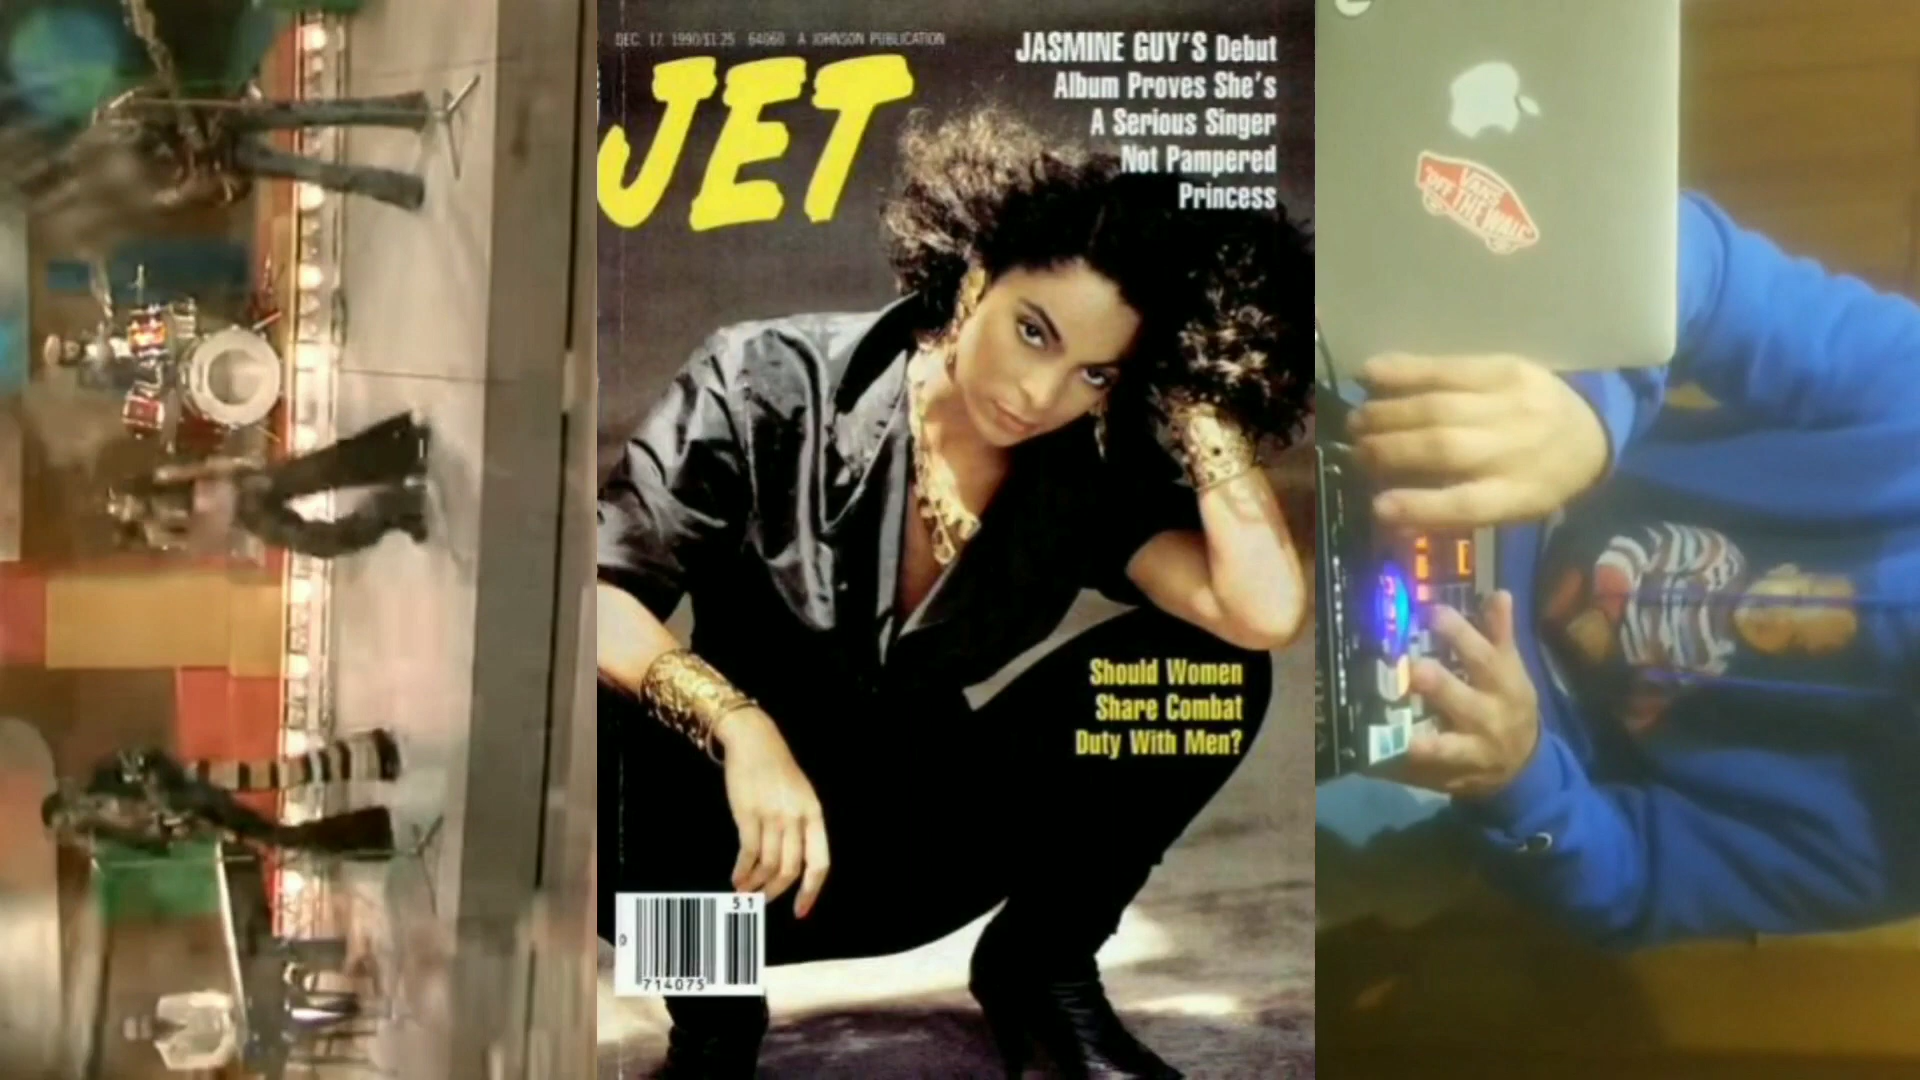 DEC. 17, 1990/$1.25 64060 A JOHNSON PUBLICATION
JET
JASMINE GUY'S Debut
Album Proves She's
A Serious Singer
Not Pampered
Princess
Should Women
Share Combat
Duty With Men?
51
0
714075
VANS
"OFF THE WALL"